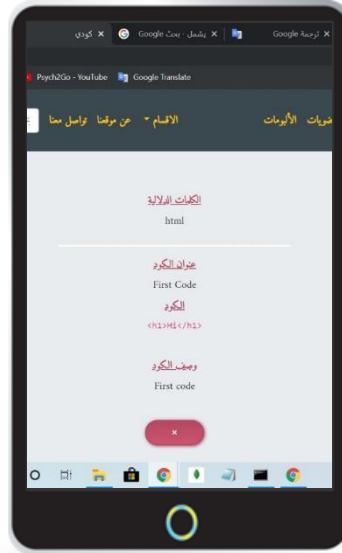 ترجمة Google × يشمل - بحث Google × كودي ×
Psych2Go - YouTube Google Translate
الألبومات الاقسام عن موقعنا تواصل معنا
الكلمات الدلالية
html
عنوان الكود
First Code
الكود
<h1>Hi</h1>
وصف الكود
First code
×